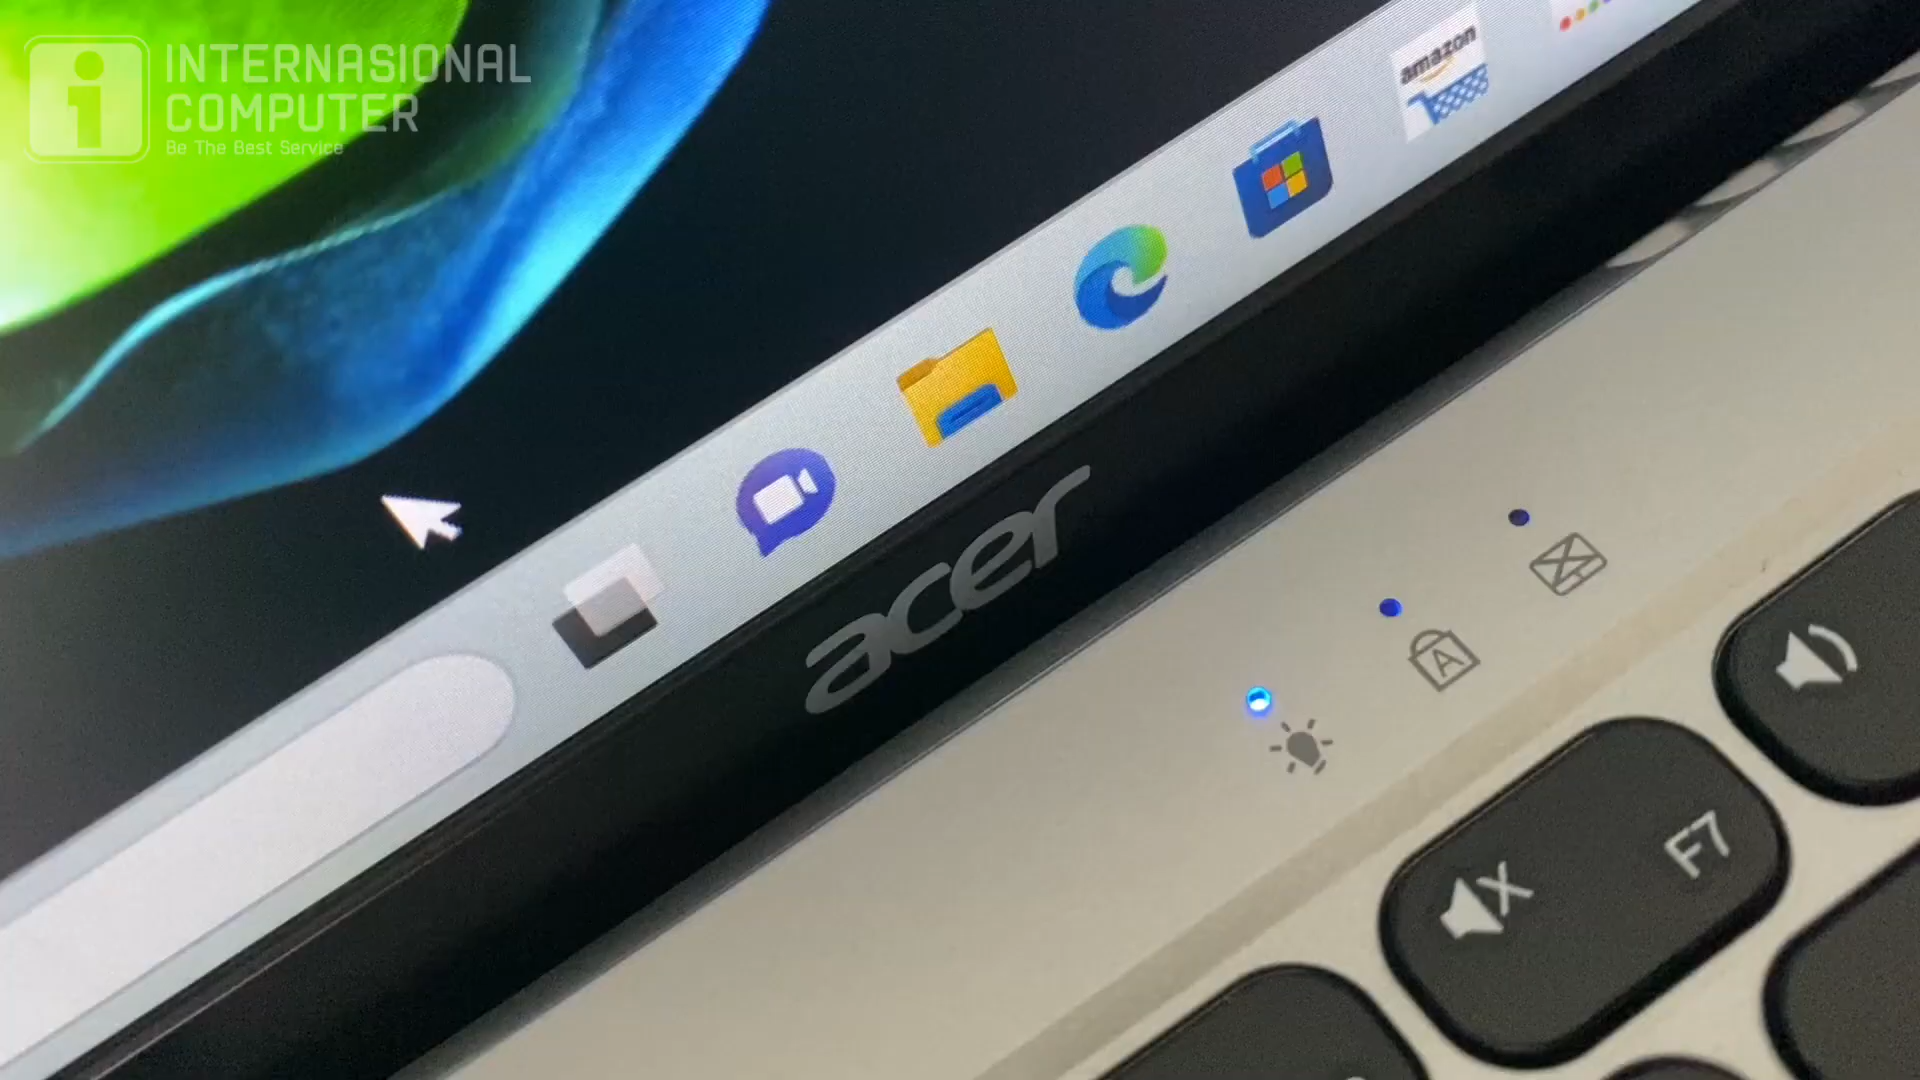 INTERNASIONAL
COMPUTER
Be The Best Service
amazon
acer
A
F7